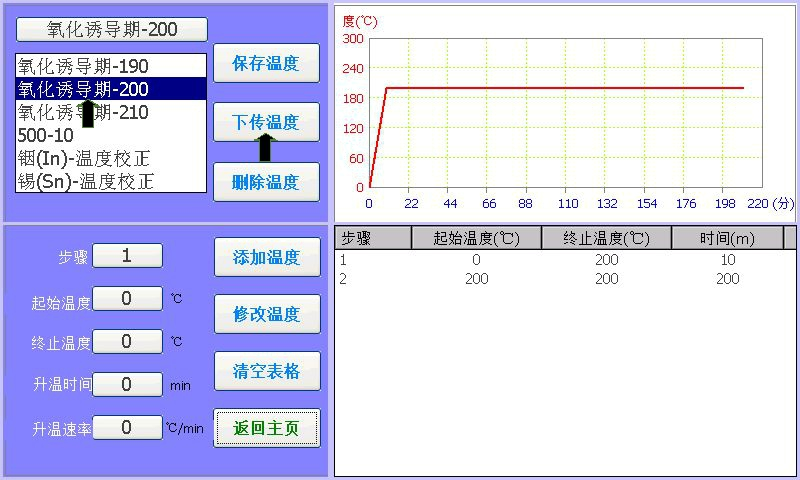 氧化诱导期-200
氧化诱导期-190
氧化诱导期-200
氧化诱导期-210
500-10
铟(In)-温度校正
锡(Sn)-温度校正
保存温度
下传温度
删除温度
度(℃)
300
240
180
120
60
0
0 22 44 66 88 110 132 154 176 198 220 (分)
步骤 1
起始温度 0 ℃
终止温度 0 ℃
升温时间 0 min
升温速率 0 ℃/min
添加温度
修改温度
清空表格
返回主页
步骤 起始温度(℃) 终止温度(℃) 时间(m)
1 0 200 10
2 200 200 200